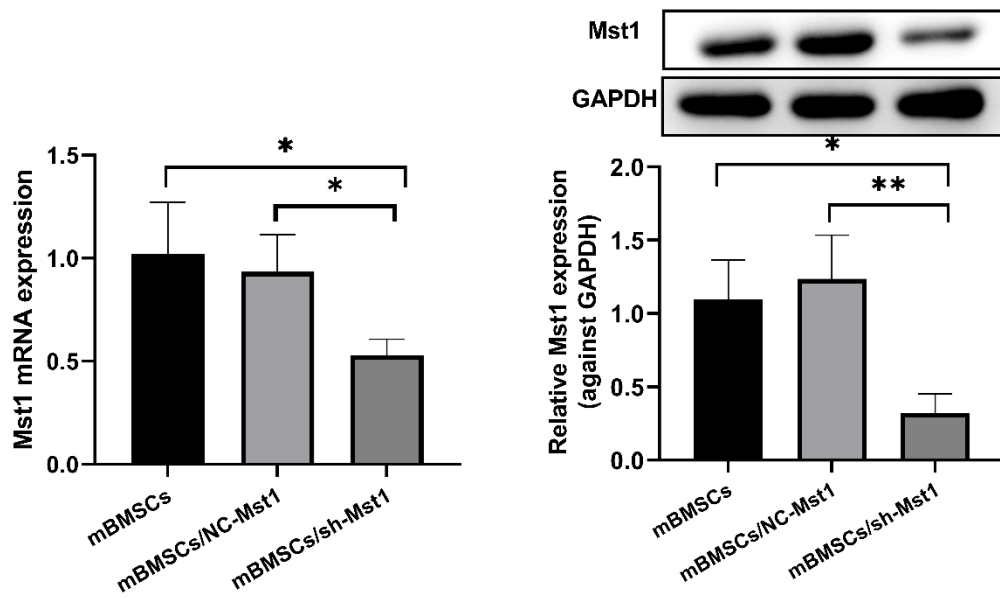 Mst1 mRNA expression
1.5
1.0
0.5
0.0
*
*
mBMSCs
mBMSCs/NC-Mst1
mBMSCs/sh-Mst1
Mst1
GAPDH
Relative Mst1 expression
(against GAPDH)
2.0
1.5
1.0
0.5
0.0
*
**
mBMSCs
mBMSCs/NC-Mst1
mBMSCs/sh-Mst1